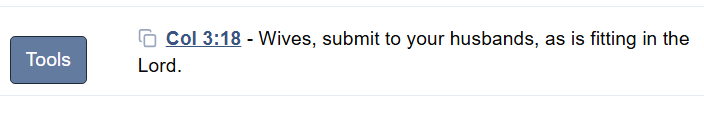 Tools
Col 3:18 - Wives, submit to your husbands, as is fitting in the
Lord.